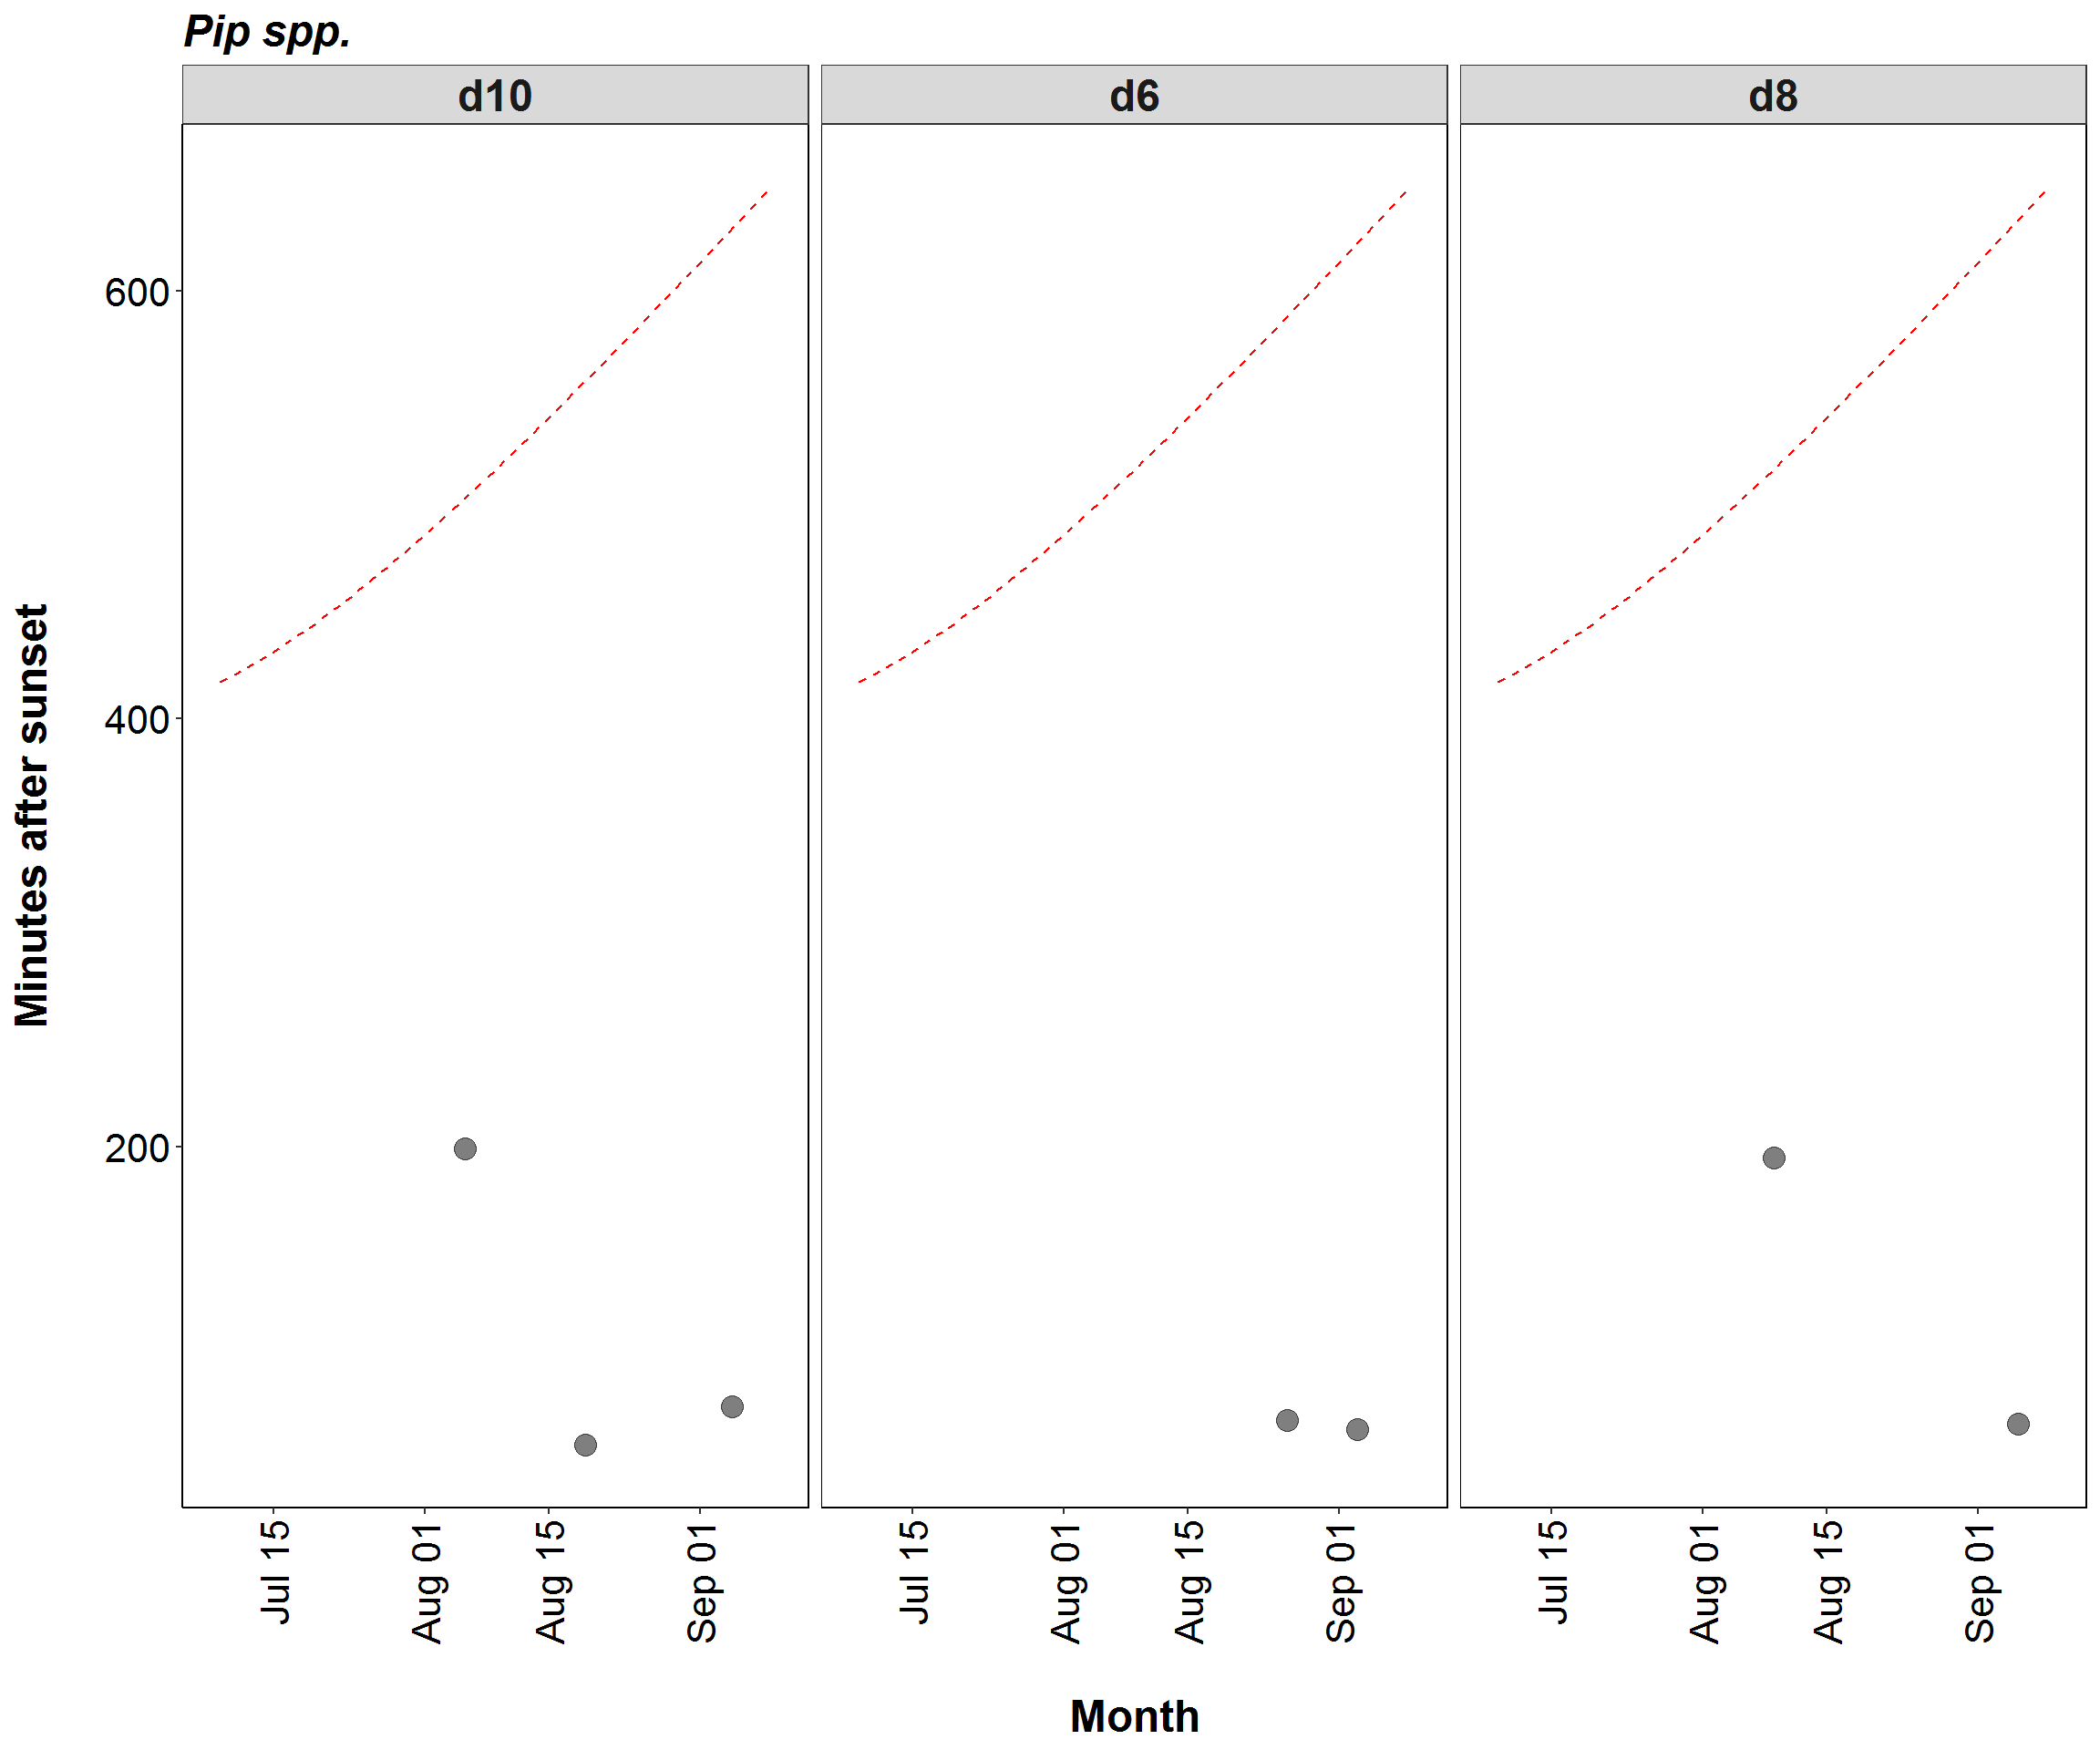 Pip spp.
d10 d6 d8
Minutes after sunset
600
400
200
Jul 15 Aug 01 Aug 15 Sep 01 Jul 15 Aug 01 Aug 15 Sep 01 Jul 15 Aug 01 Aug 15 Sep 01
Month